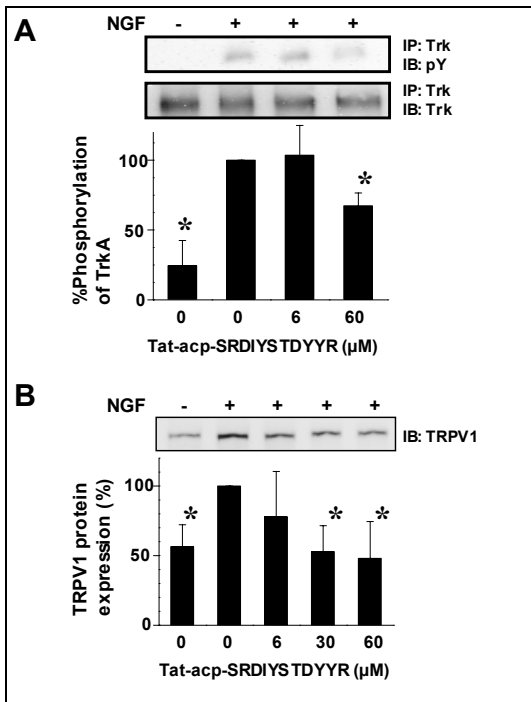 A
NGF - + + +
IP: Trk
IB: pY
IP: Trk
IB: Trk
%Phosphorylation
of TrkA
100
50
0
* *
0 0 6 60
Tat-acp-SRDIYSTDYYR (µM)
B
NGF - + + + +
IB: TRPV1
TRPV1 protein
expression (%)
100
50
0
* * *
0 0 6 30 60
Tat-acp-SRDIYSTDYYR (µM)